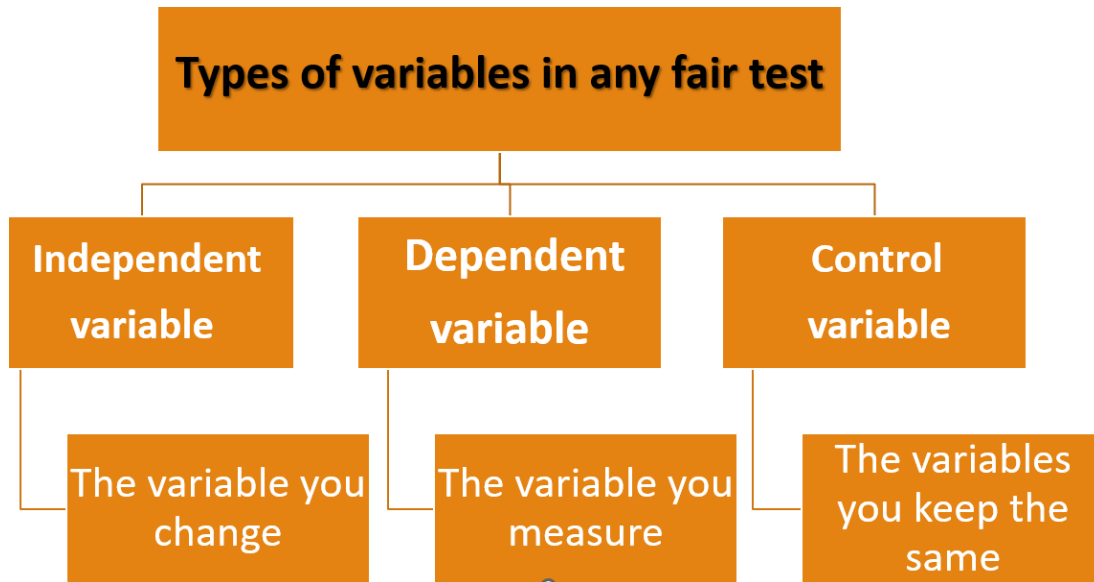 Types of variables in any fair test
Independent
variable
Dependent
variable
Control
variable
The variable you
change
The variable you
measure
The variables
you keep the
same